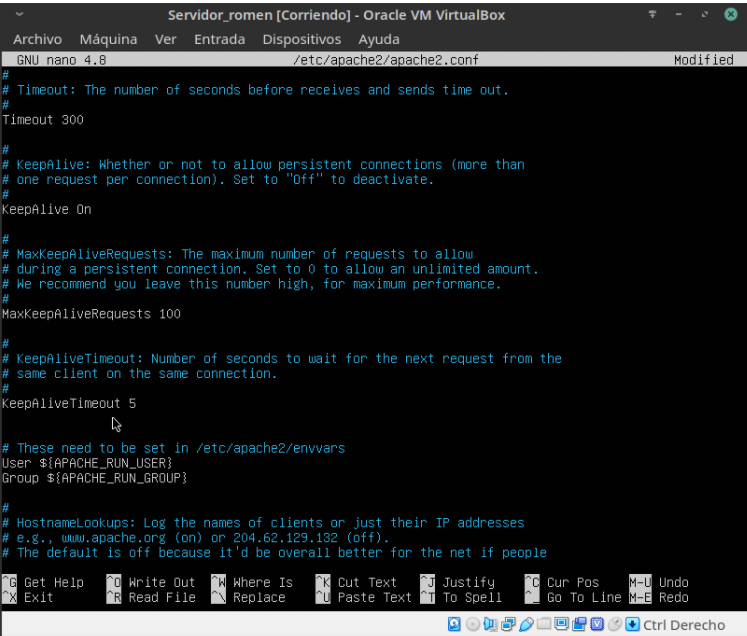 Servidor_romen [Corriendo] - Oracle VM VirtualBox
Archivo Máquina Ver Entrada Dispositivos Ayuda
GNU nano 4.8 /etc/apache2/apache2.conf Modified
#
# Timeout: The number of seconds before receives and sends time out.
#
Timeout 300
#
# KeepAlive: Whether or not to allow persistent connections (more than
# one request per connection). Set to "Off" to deactivate.
#
KeepAlive On
#
# MaxKeepAliveRequests: The maximum number of requests to allow
# during a persistent connection. Set to 0 to allow an unlimited amount.
# We recommend you leave this number high, for maximum performance.
#
MaxKeepAliveRequests 100
#
# KeepAliveTimeout: Number of seconds to wait for the next request from the
# same client on the same connection.
#
KeepAliveTimeout 5
# These need to be set in /etc/apache2/envvars
User ${APACHE_RUN_USER}
Group ${APACHE_RUN_GROUP}
#
# HostnameLookups: Log the names of clients or just their IP addresses
# e.g., www.apache.org (on) or 204.62.129.132 (off).
# The default is off because it'd be overall better for the net if people
^G Get Help ^O Write Out ^W Where Is ^K Cut Text ^J Justify ^C Cur Pos M-U Undo
^X Exit ^R Read File ^\ Replace ^U Paste Text ^T To Spell ^_ Go To Line M-E Redo
Ctrl Derecho